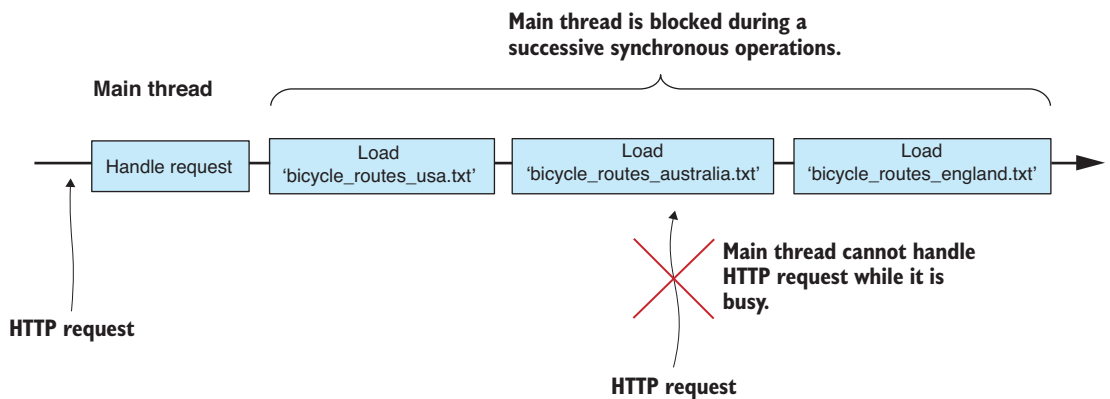 Main thread is blocked during a
successive synchronous operations.
Main thread
Handle request
Load
'bicycle_routes_usa.txt'
Load
'bicycle_routes_australia.txt'
Load
'bicycle_routes_england.txt'
Main thread cannot handle
HTTP request while it is
busy.
HTTP request
HTTP request